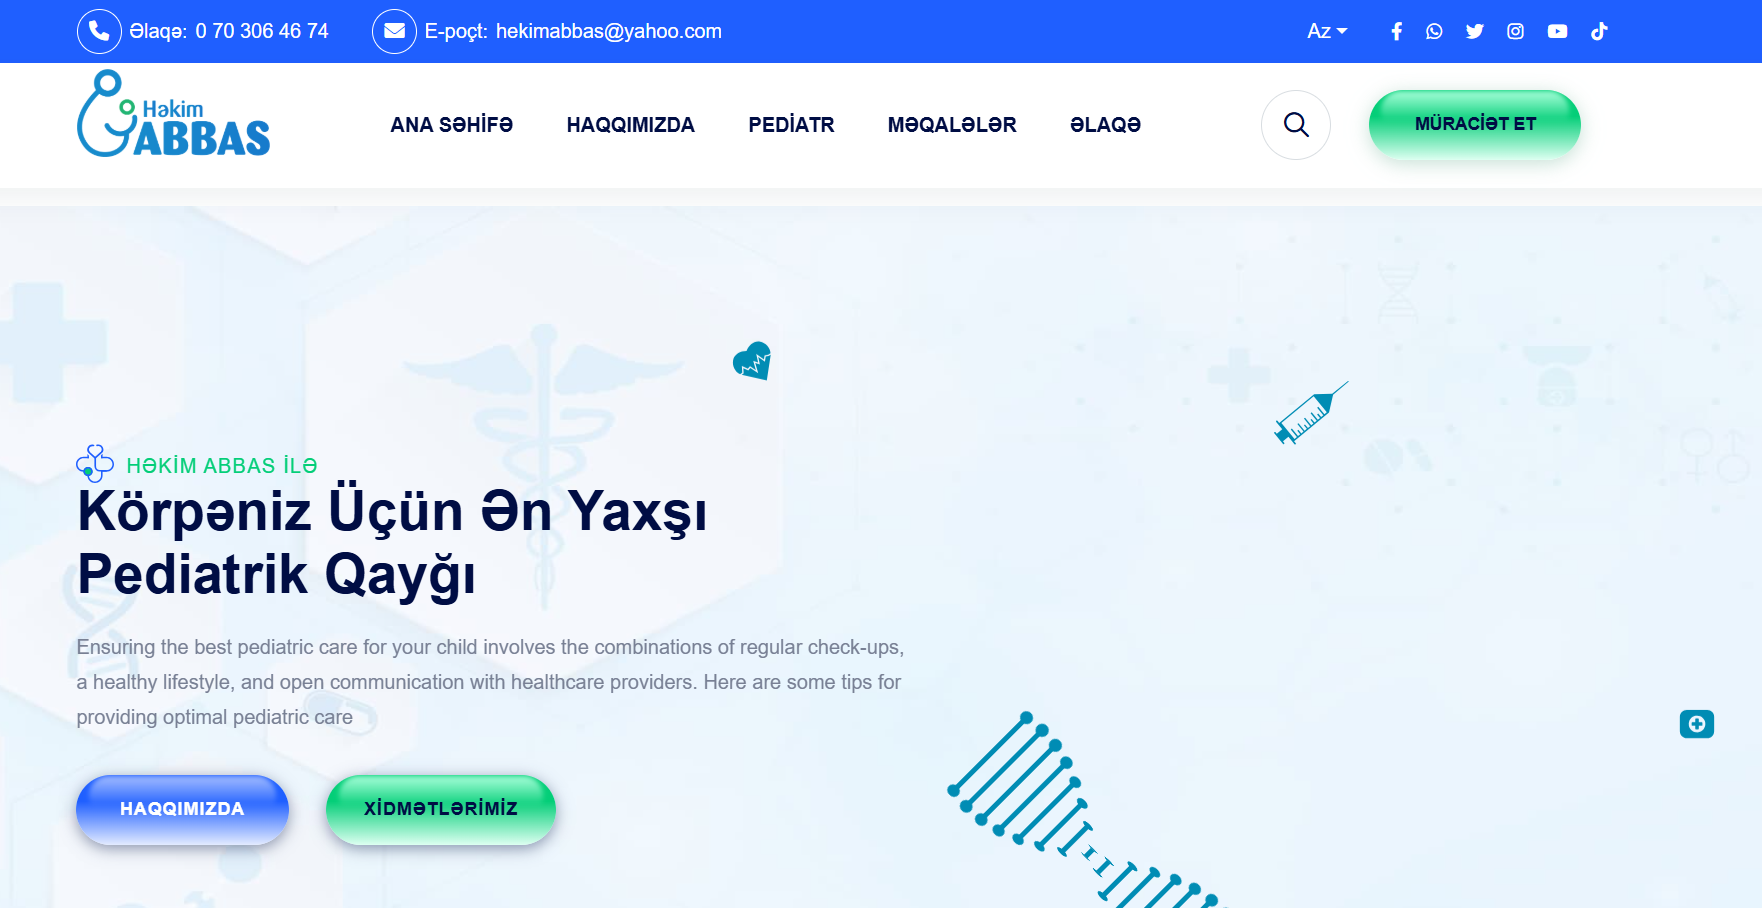 Əlaqə: 0 70 306 46 74 E-poçt: hekimabbas@yahoo.com Az
Həkim
ABBAS
ANA SƏHİFƏ HAQQIMIZDA PEDİATR MƏQALƏLƏR ƏLAQƏ MÜRACİƏT ET
HƏKİM ABBAS İLƏ
Körpəniz Üçün Ən Yaxşı
Pediatrik Qayğı
Ensuring the best pediatric care for your child involves the combinations of regular check-ups,
a healthy lifestyle, and open communication with healthcare providers. Here are some tips for
providing optimal pediatric care
HAQQIMIZDA XİDMƏTLƏRİMİZ